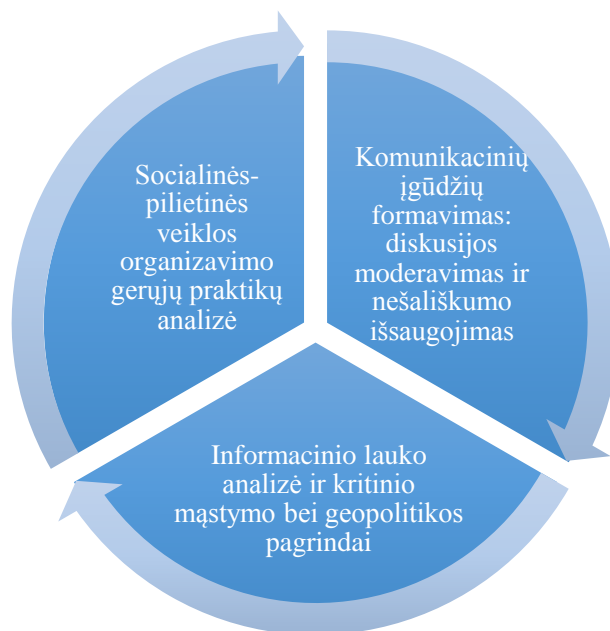 Socialinės-
pilietinės
veiklos
organizavimo
gerųjų praktikų
analizė
Komunikacinių
įgūdžių
formavimas:
diskusijos
moderavimas ir
nešališkumo
išsaugojimas
Informacinio lauko
analizė ir kritinio
mąstymo bei geopolitikos
pagrindai